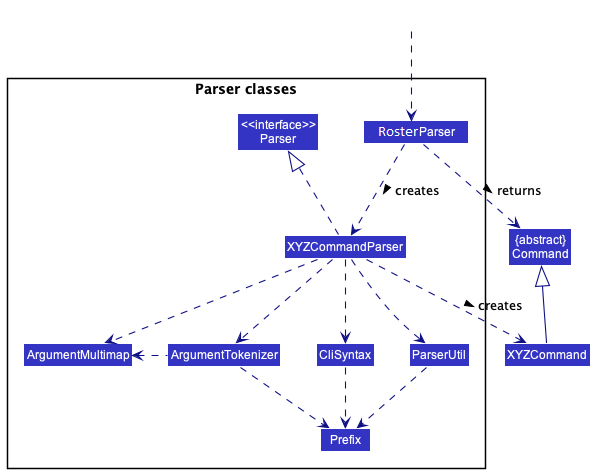 Parser classes
<<interface>>
Parser
RosterParser
creates
returns
{abstract}
Command
XYZCommandParser
creates
ArgumentMultimap
ArgumentTokenizer
CliSyntax
ParserUtil
XYZCommand
Prefix